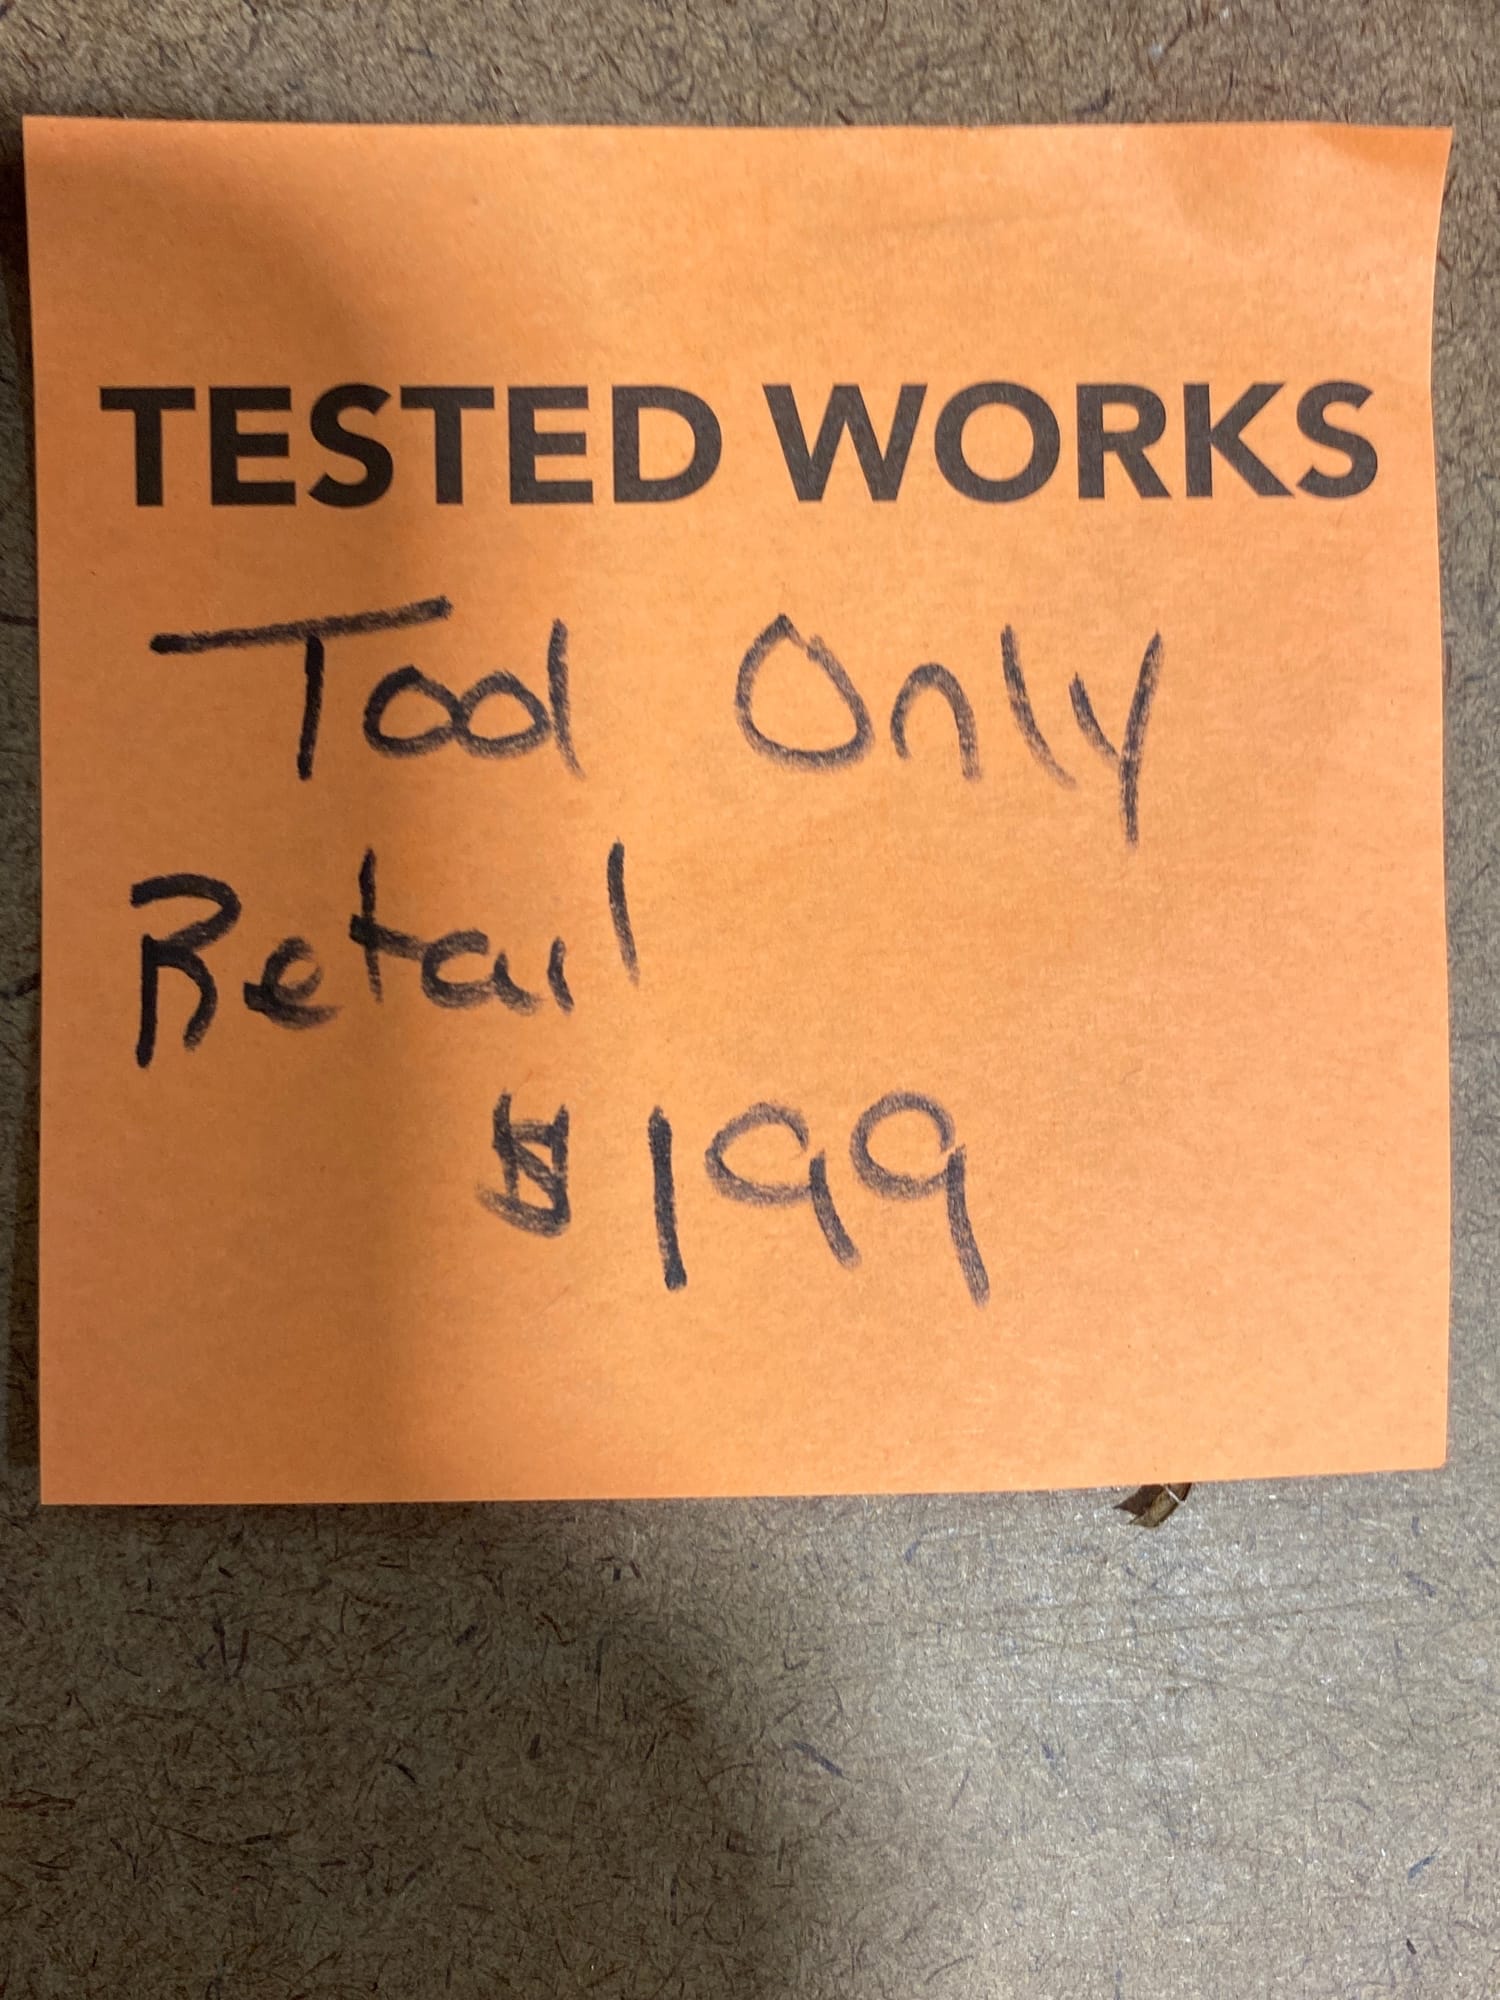 TESTED WORKS
Tool Only
Retail
$199